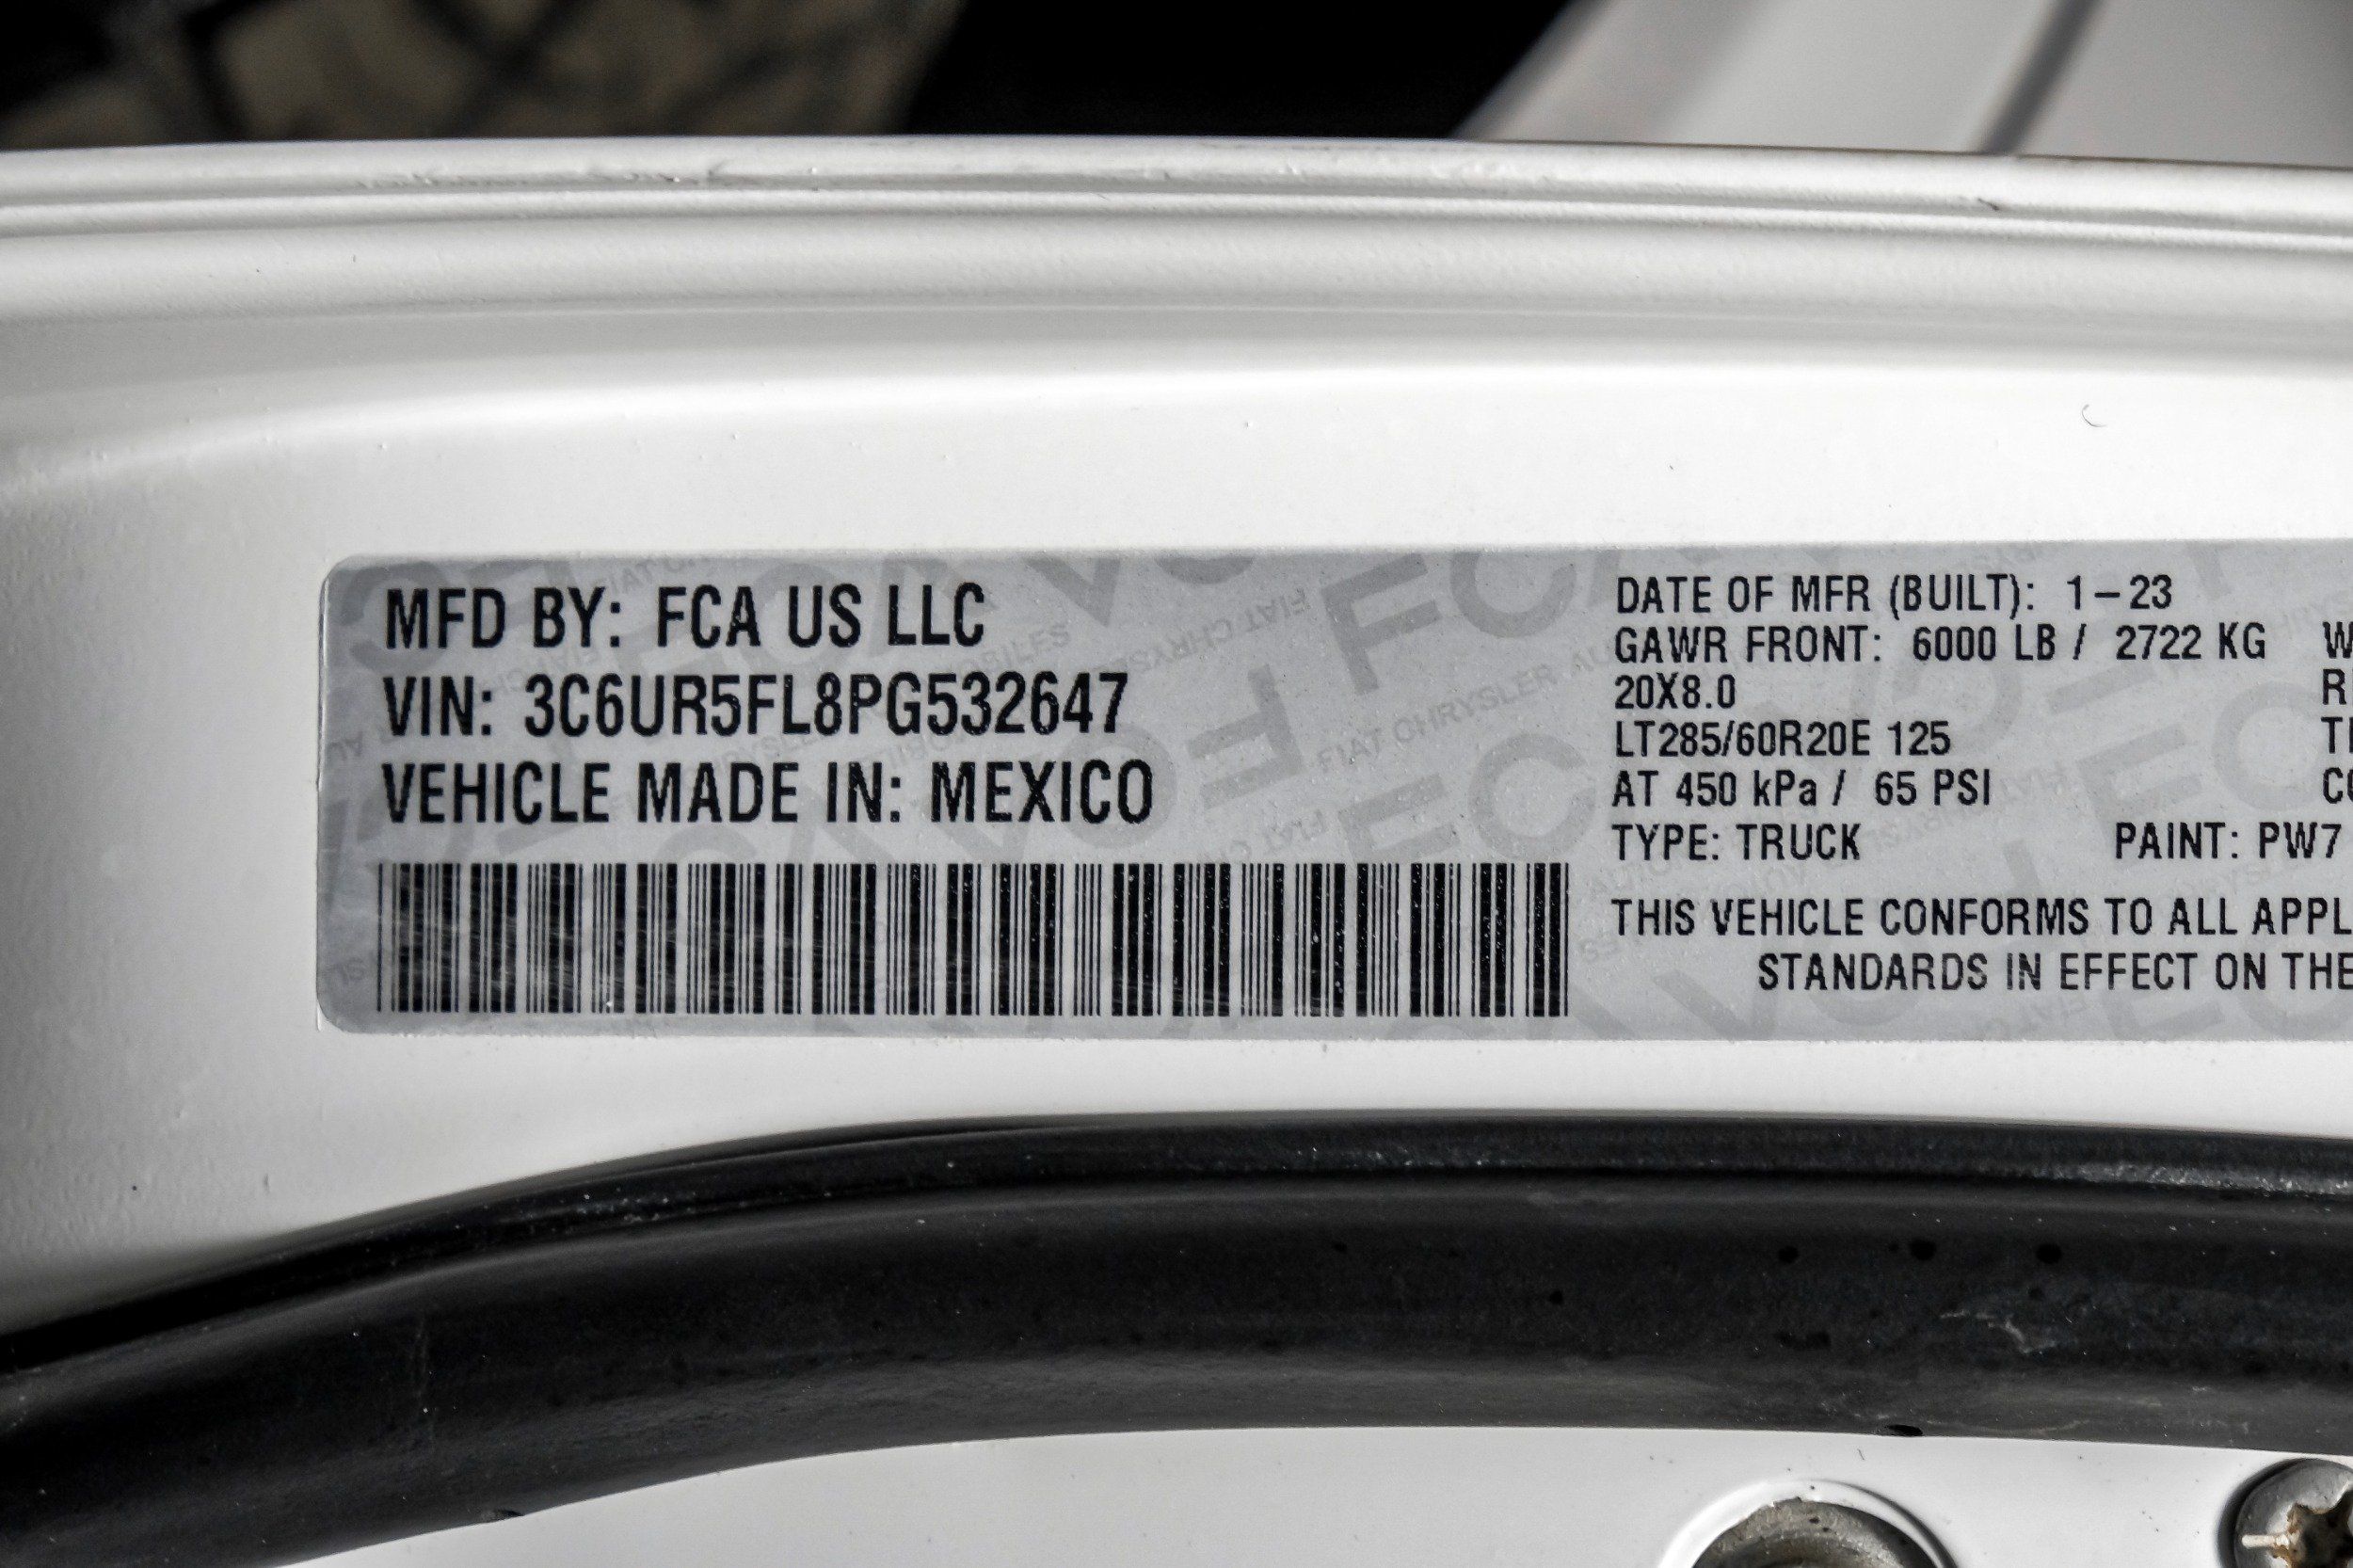 MFD BY: FCA US LLC
VIN: 3C6UR5FL8PG532647
VEHICLE MADE IN: MEXICO
DATE OF MFR (BUILT): 1-23
GAWR FRONT: 6000 LB / 2722 KG
20X8.0
LT285/60R20E 125
AT 450 kPa / 65 PSI
TYPE: TRUCK PAINT: PW7
THIS VEHICLE CONFORMS TO ALL APPL
STANDARDS IN EFFECT ON THE